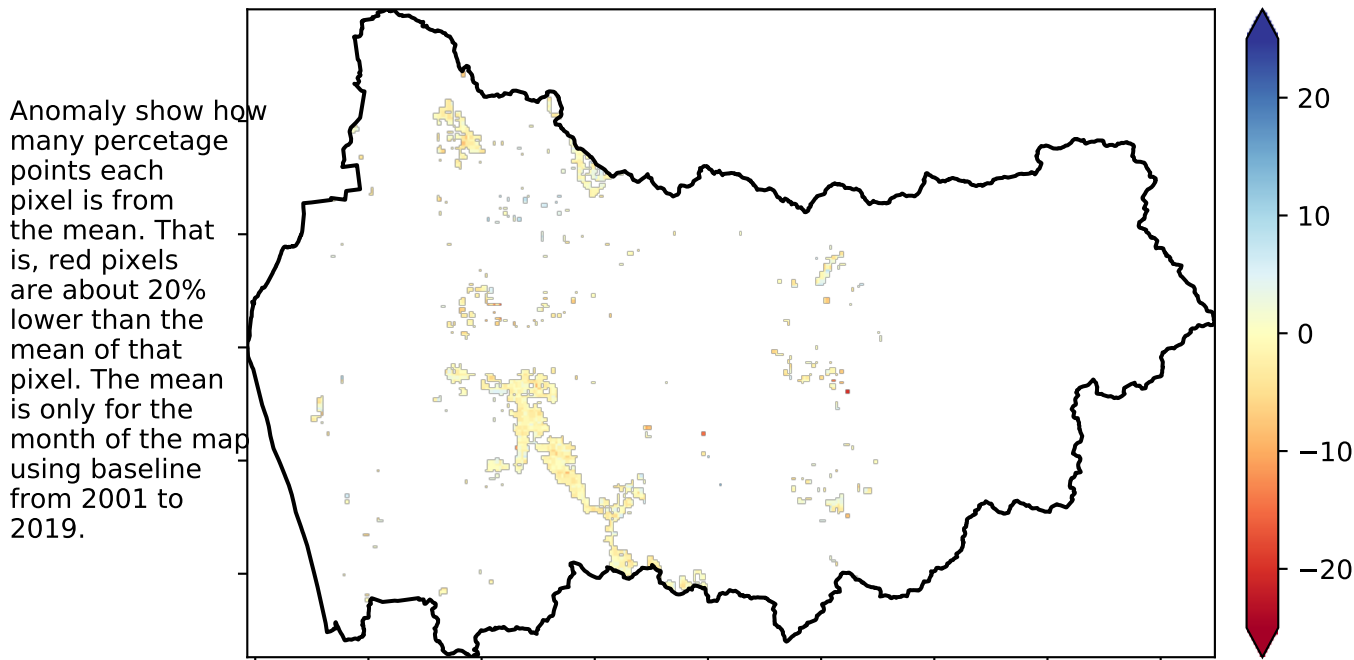 Anomaly show how
many percetage
points each
pixel is from
the mean. That
is, red pixels
are about 20%
lower than the
mean of that
pixel. The mean
is only for the
month of the map
using baseline
from 2001 to
2019.
20
10
0
−10
−20